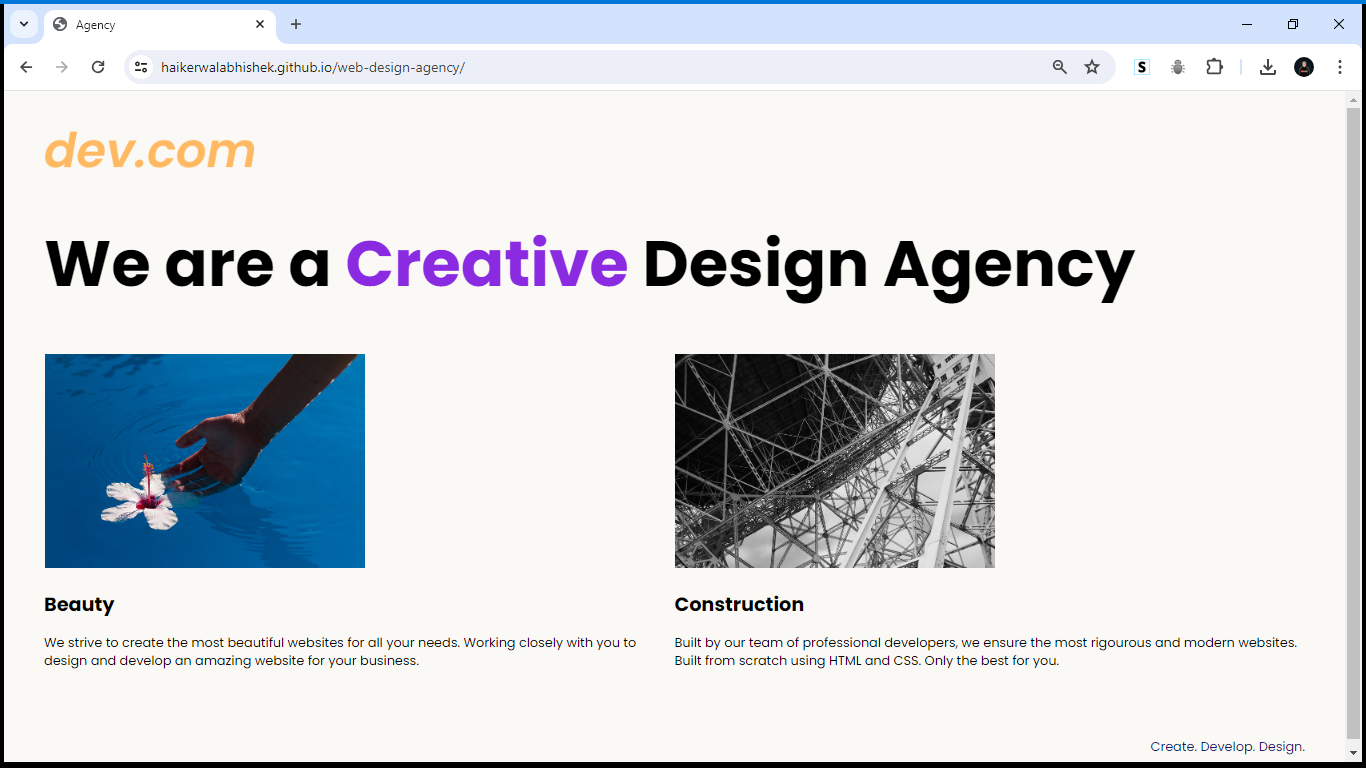 Agency
haikerwalabhishek.github.io/web-design-agency/
S
dev.com
We are a Creative Design Agency
Beauty
We strive to create the most beautiful websites for all your needs. Working closely with you to
design and develop an amazing website for your business.
Construction
Built by our team of professional developers, we ensure the most rigourous and modern websites.
Built from scratch using HTML and CSS. Only the best for you.
Create. Develop. Design.